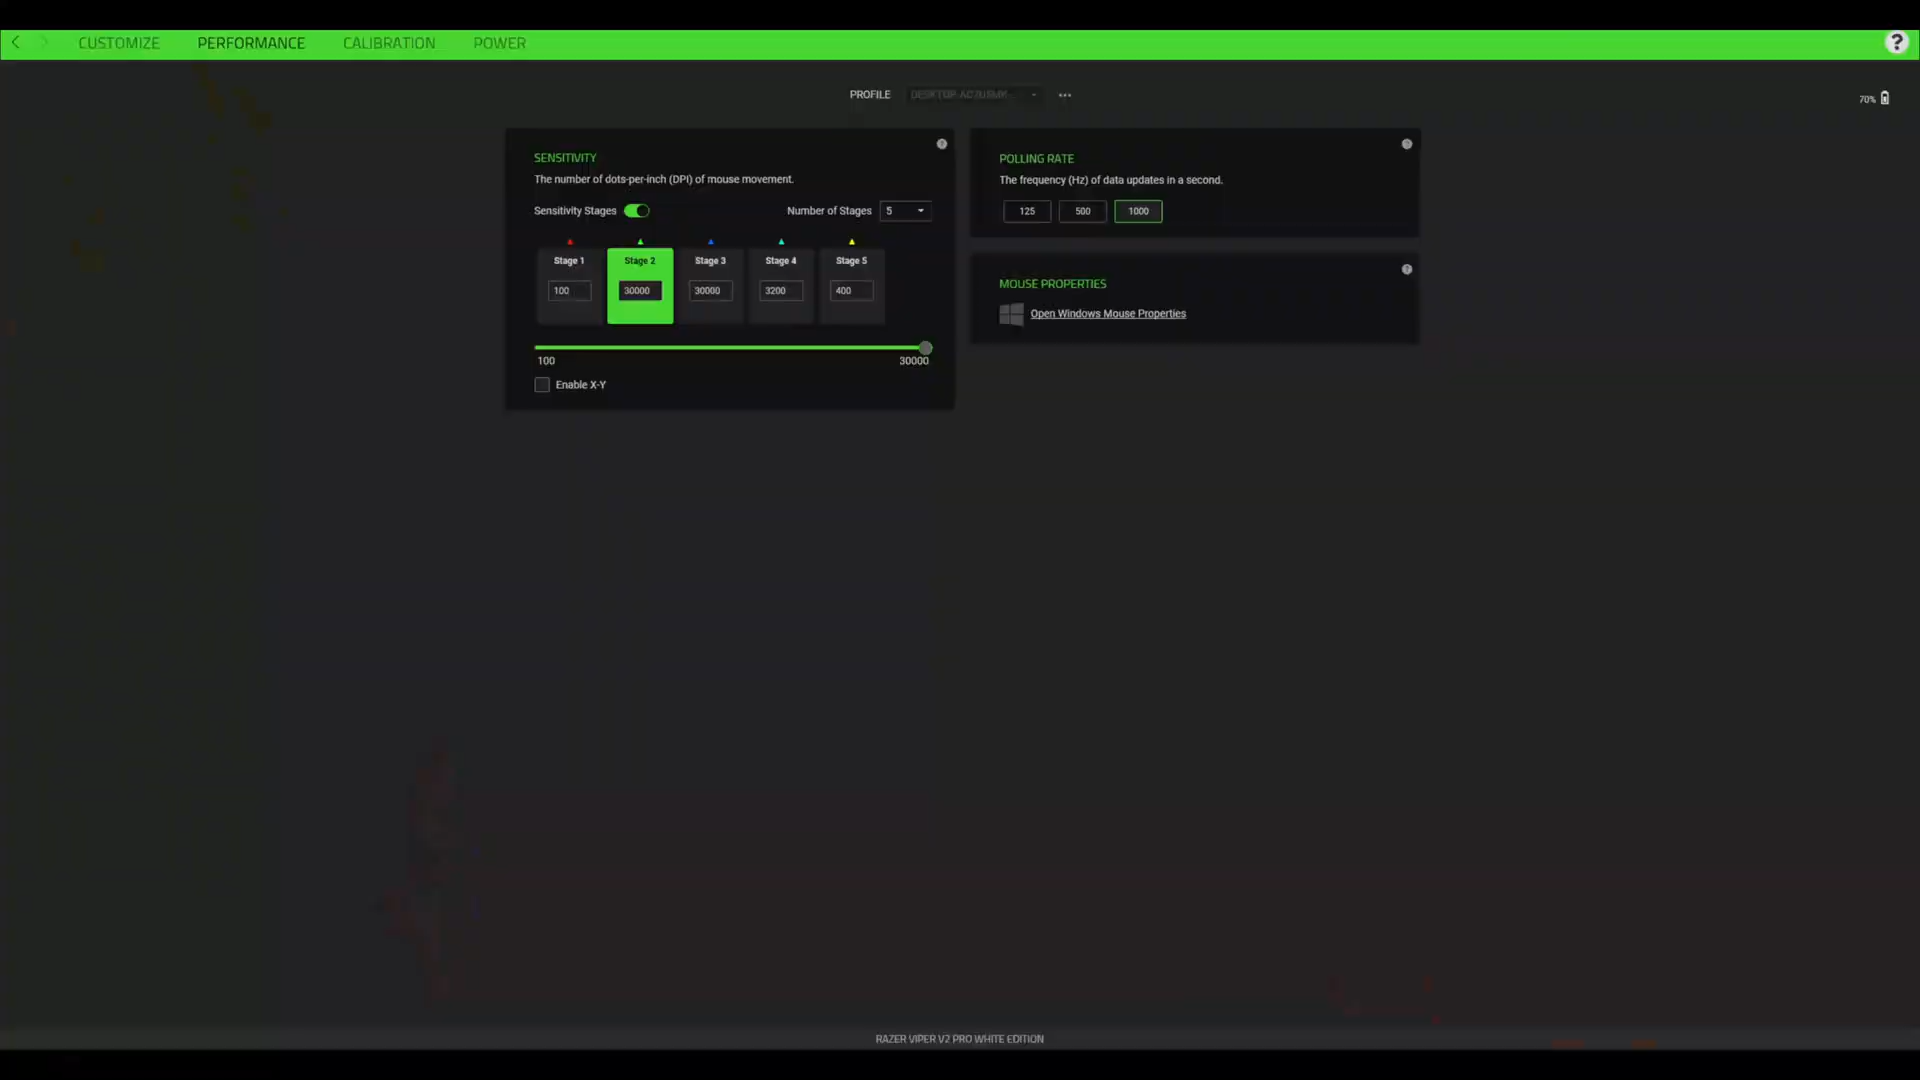 CUSTOMIZE PERFORMANCE CALIBRATION POWER
?
PROFILE
70%
SENSITIVITY
The number of dots-per-inch (DPI) of mouse movement.
Sensitivity Stages
Number of Stages 5
Stage 1 Stage 2 Stage 3 Stage 4 Stage 5
100 30000 30000 3200 400
100 30000
Enable X-Y
POLLING RATE
The frequency (Hz) of data updates in a second.
125 500 1000
MOUSE PROPERTIES
Open Windows Mouse Properties
RAZER VIPER V2 PRO WHITE EDITION